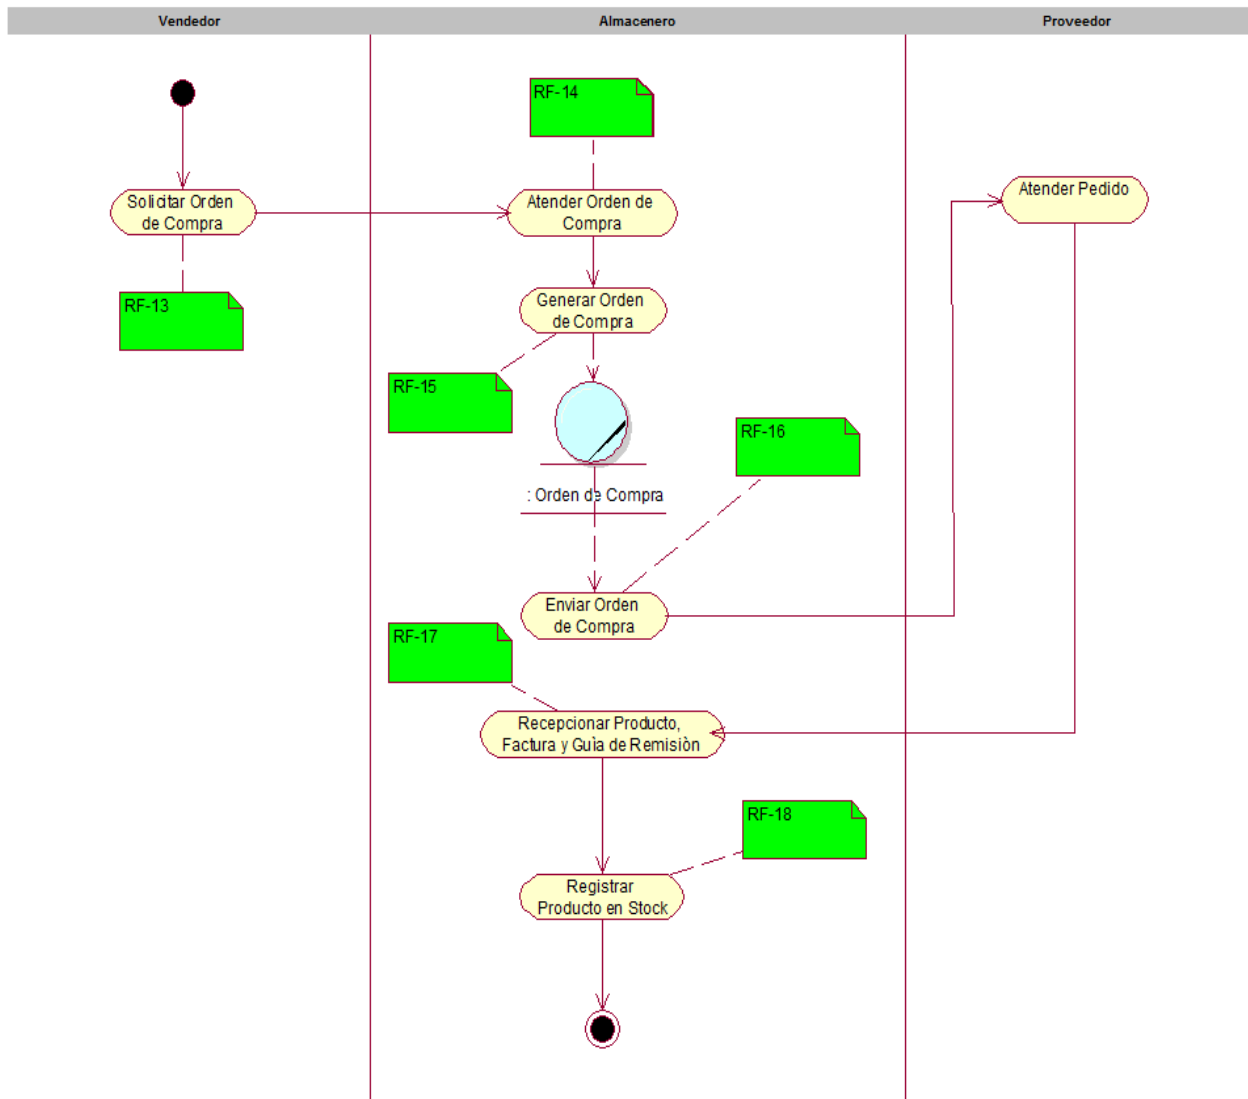 Vendedor
Almacenero
Proveedor
RF-14
Solicitar Orden
de Compra
Atender Orden de
Compra
Atender Pedido
RF-13
Generar Orden
de Compra
RF-15
RF-16
: Orden de Compra
Enviar Orden
de Compra
RF-17
Recepcionar Producto,
Factura y Guìa de Remisiòn
RF-18
Registrar
Producto en Stock